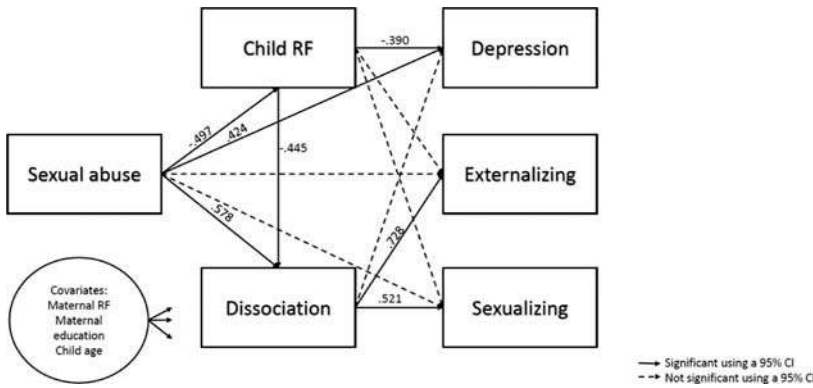 Child RF
-.390
Depression
-.497
.424
-.445
Sexual abuse
Externalizing
.578
.728
Dissociation
.521
Sexualizing
Covariates:
Maternal RF
Maternal
education
Child age
Significant using a 95% CI
Not significant using a 95% CI